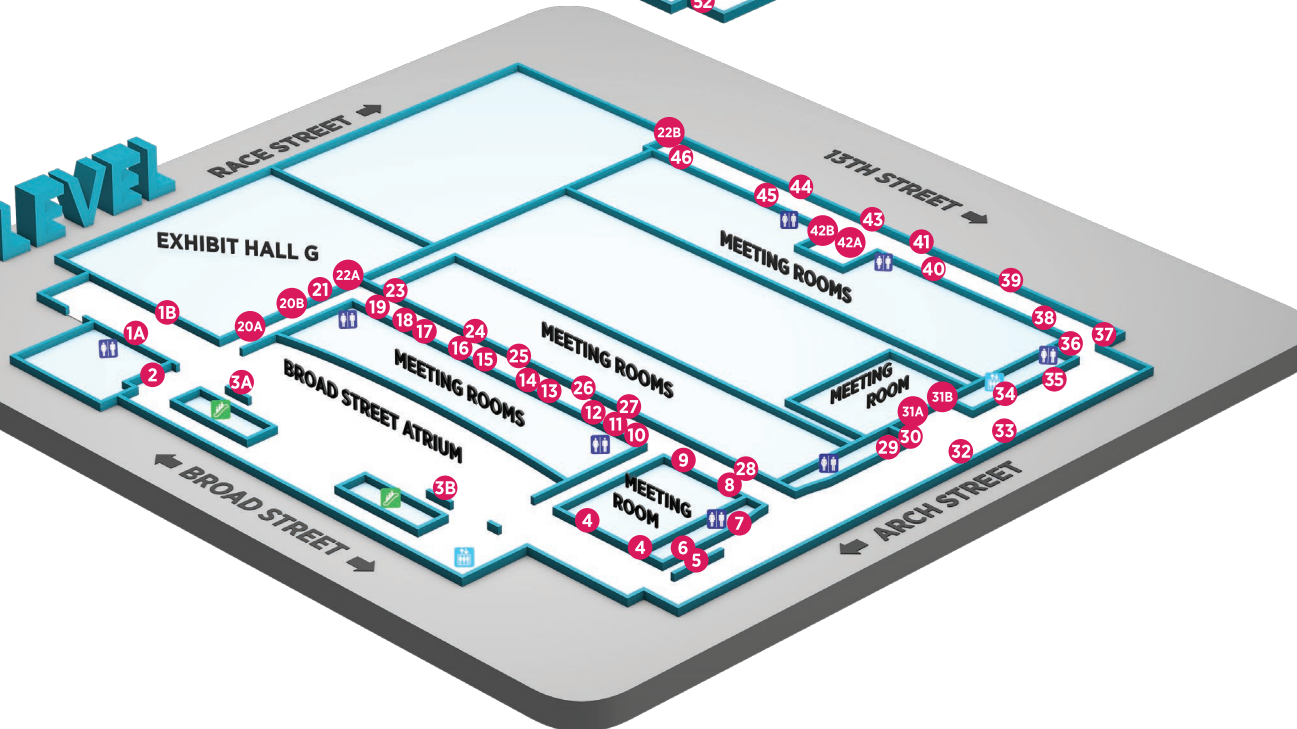 52
RACE STREET
LEVEL
13TH STREET
22B
46
45
44
43
42B
42A
41
40
39
38
37
36
35
34
33
32
EXHIBIT HALL G
MEETING ROOMS
22A
21
20B
20A
1B
1A
2
3A
23
19
18
17
24
16
15
25
14
13
26
12
27
11
10
MEETING ROOMS
MEETING ROOMS
BROAD STREET ATRIUM
MEETING
ROOM
31B
31A
30
29
28
9
8
7
MEETING
ROOM
4
4
6
5
3B
BROAD STREET
ARCH STREET